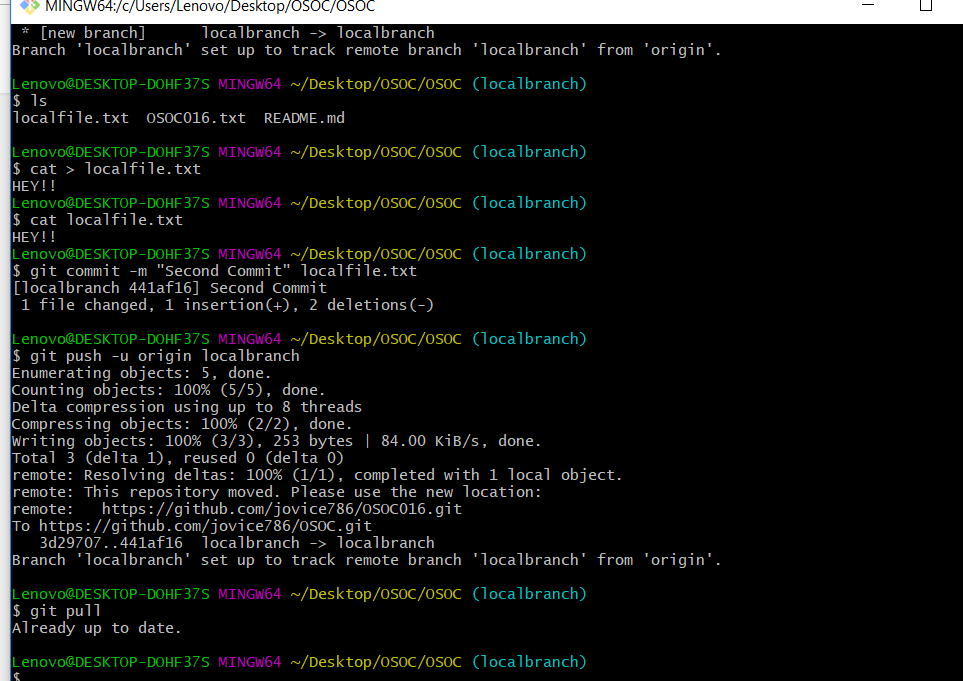 MINGW64:/c/Users/Lenovo/Desktop/OSOC/OSOC
 * [new branch]      localbranch -> localbranch
Branch 'localbranch' set up to track remote branch 'localbranch' from 'origin'.
Lenovo@DESKTOP-DOHF37S MINGW64 ~/Desktop/OSOC/OSOC (localbranch)
$ ls
localfile.txt  OSOC016.txt  README.md
Lenovo@DESKTOP-DOHF37S MINGW64 ~/Desktop/OSOC/OSOC (localbranch)
$ cat > localfile.txt
HEY!!
Lenovo@DESKTOP-DOHF37S MINGW64 ~/Desktop/OSOC/OSOC (localbranch)
$ cat localfile.txt
HEY!!
Lenovo@DESKTOP-DOHF37S MINGW64 ~/Desktop/OSOC/OSOC (localbranch)
$ git commit -m "Second Commit" localfile.txt
[localbranch 441af16] Second Commit
 1 file changed, 1 insertion(+), 2 deletions(-)
Lenovo@DESKTOP-DOHF37S MINGW64 ~/Desktop/OSOC/OSOC (localbranch)
$ git push -u origin localbranch
Enumerating objects: 5, done.
Counting objects: 100% (5/5), done.
Delta compression using up to 8 threads
Compressing objects: 100% (2/2), done.
Writing objects: 100% (3/3), 253 bytes | 84.00 KiB/s, done.
Total 3 (delta 1), reused 0 (delta 0)
remote: Resolving deltas: 100% (1/1), completed with 1 local object.
remote: This repository moved. Please use the new location:
remote:   https://github.com/jovice786/OSOC016.git
To https://github.com/jovice786/OSOC.git
   3d29707..441af16  localbranch -> localbranch
Branch 'localbranch' set up to track remote branch 'localbranch' from 'origin'.
Lenovo@DESKTOP-DOHF37S MINGW64 ~/Desktop/OSOC/OSOC (localbranch)
$ git pull
Already up to date.
Lenovo@DESKTOP-DOHF37S MINGW64 ~/Desktop/OSOC/OSOC (localbranch)
$